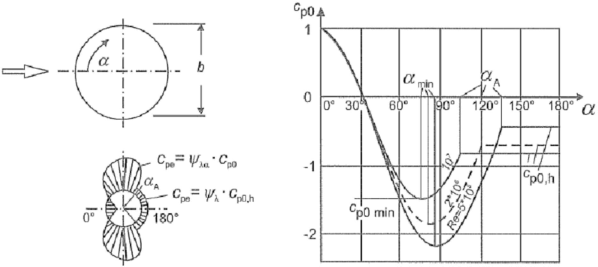 α
b
c_pe = ψ_λα · c_p0
α_A
c_pe = ψ_λ · c_p0,h
0°
180°
c_p0
1
0
-1
-2
0° 30° 60° 90° 120° 150° 180°
α
α_min
α_A
10⁷
2*10⁶
Re=5*10⁵
c_p0 min
c_p0,h